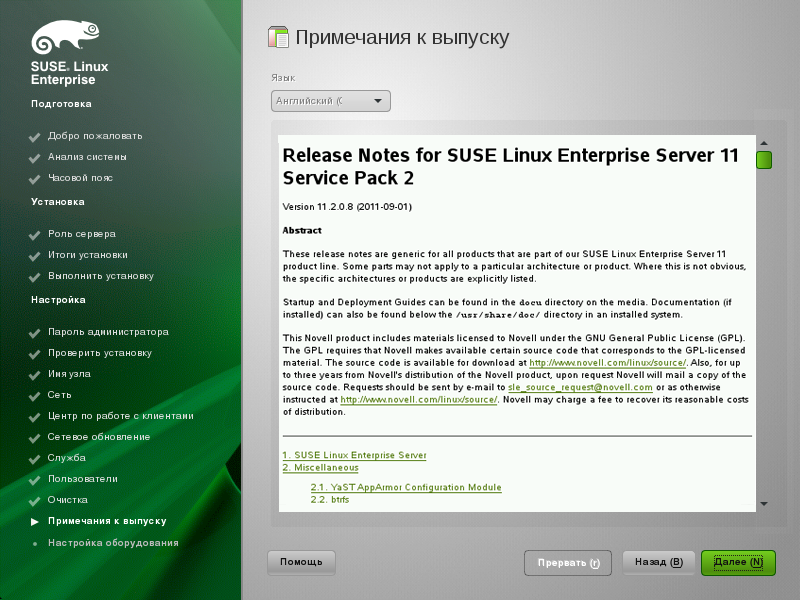 SUSE. Linux
Enterprise
Подготовка
Добро пожаловать
Анализ системы
Часовой пояс
Установка
Роль сервера
Итоги установки
Выполнить установку
Настройка
Пароль администратора
Проверить установку
Имя узла
Сеть
Центр по работе с клиентами
Сетевое обновление
Служба
Пользователи
Очистка
Примечания к выпуску
Настройка оборудования
Примечания к выпуску
Язык
Английский (С
Release Notes for SUSE Linux Enterprise Server 11
Service Pack 2
Version 11.2.0.8 (2011-09-01)
Abstract
These release notes are generic for all products that are part of our SUSE Linux Enterprise Server 11
product line. Some parts may not apply to a particular architecture or product. Where this is not obvious,
the specific architectures or products are explicitly listed.
Startup and Deployment Guides can be found in the docu directory on the media. Documentation (if
installed) can also be found below the /usr/share/doc/ directory in an installed system.
This Novell product includes materials licensed to Novell under the GNU General Public License (GPL).
The GPL requires that Novell makes available certain source code that corresponds to the GPL-licensed
material. The source code is available for download at http://www.novell.com/linux/source/. Also, for up
to three years from Novell's distribution of the Novell product, upon request Novell will mail a copy of the
source code. Requests should be sent by e-mail to sle_source_request@novell.com or as otherwise
instructed at http://www.novell.com/linux/source/. Novell may charge a fee to recover its reasonable costs
of distribution.
1. SUSE Linux Enterprise Server
2. Miscellaneous
2.1. YaST AppArmor Configuration Module
2.2. btrfs
Помощь
Прервать (r)
Назад (B)
Далее (N)